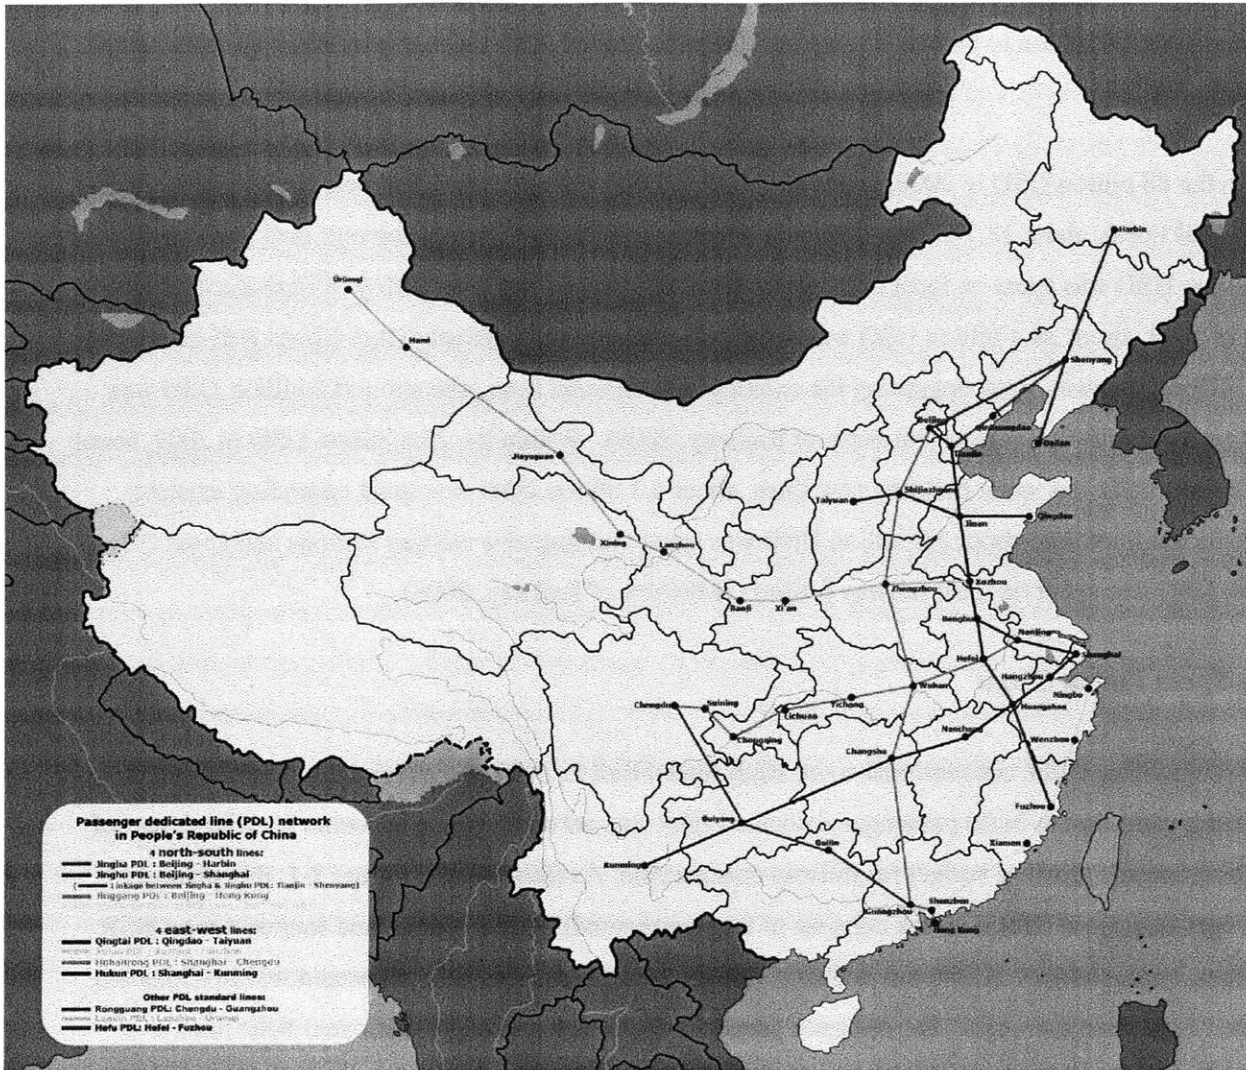 Harbin
Ürümqi
Hami
Shenyang
Beijing
Qinhuangdao
Dalian
Tianjin
Jiayuguan
Shijiazhuang
Taiyuan
Jinan
Qingdao
Xining
Lanzhou
Zhengzhou
Xuzhou
Baoji
Xi'an
Bengbu
Nanjing
Shanghai
Hefei
Hangzhou
Wuhan
Ningbo
Chengdu
Suining
Lichuan
Yichang
Huangshan
Chongqing
Nanchang
Wenzhou
Changsha
Fuzhou
Guiyang
Guilin
Xiamen
Kunming
Guangzhou
Shenzhen
Hong Kong
Passenger dedicated line (PDL) network
in People's Republic of China
4 north-south lines:
Jingha PDL : Beijing - Harbin
Jinghu PDL : Beijing - Shanghai
( Linkage between Jingha & Jinghu PDL: Tianjin - Shenyang)
Jinggang PDL : Beijing - Hong Kong
4 east-west lines:
Qingtai PDL : Qingdao - Taiyuan
Huhanrong PDL : Shanghai - Chengdu
Hukun PDL : Shanghai - Kunming
Other PDL standard lines:
Rongguang PDL: Chengdu - Guangzhou
Lanxin PDL : Lanzhou - Urumqi
Hefu PDL: Hefei - Fuzhou